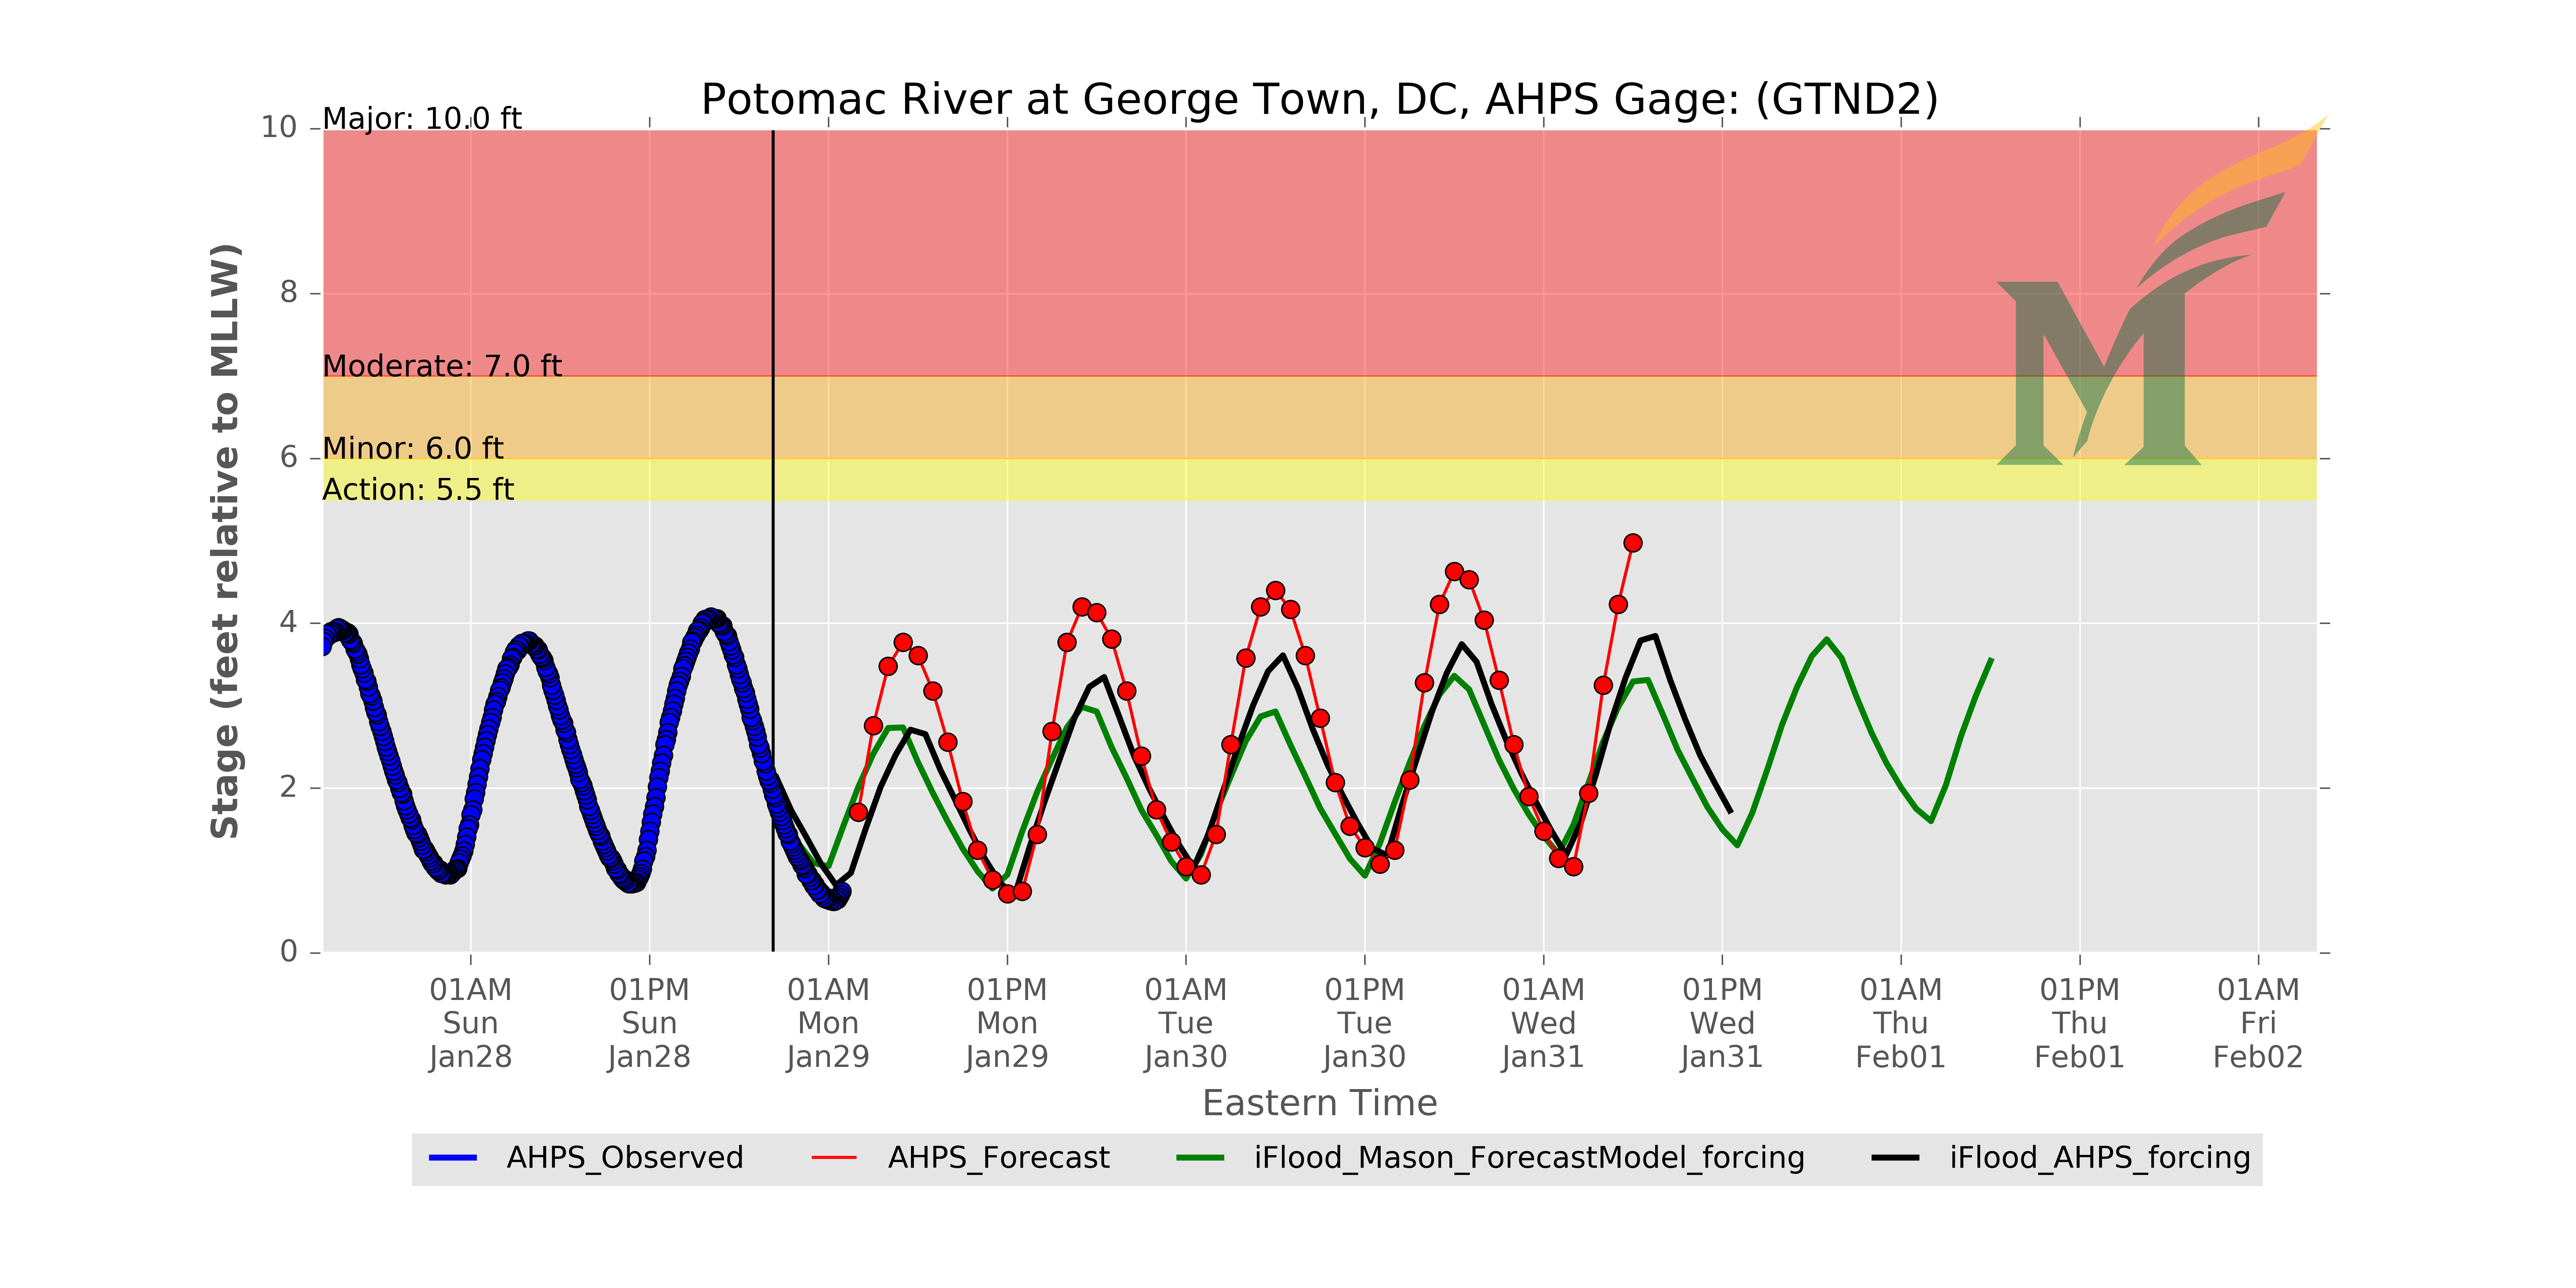 Potomac River at George Town, DC, AHPS Gage: (GTND2)
Stage (feet relative to MLLW)
10
8
6
4
2
0
Major: 10.0 ft
Moderate: 7.0 ft
Minor: 6.0 ft
Action: 5.5 ft
M
01AM 01PM 01AM 01PM 01AM 01PM 01AM 01PM 01AM 01PM 01AM
Sun Sun Mon Mon Tue Tue Wed Wed Thu Thu Fri
Jan28 Jan28 Jan29 Jan29 Jan30 Jan30 Jan31 Jan31 Feb01 Feb01 Feb02
Eastern Time
AHPS_Observed AHPS_Forecast iFlood_Mason_ForecastModel_forcing iFlood_AHPS_forcing